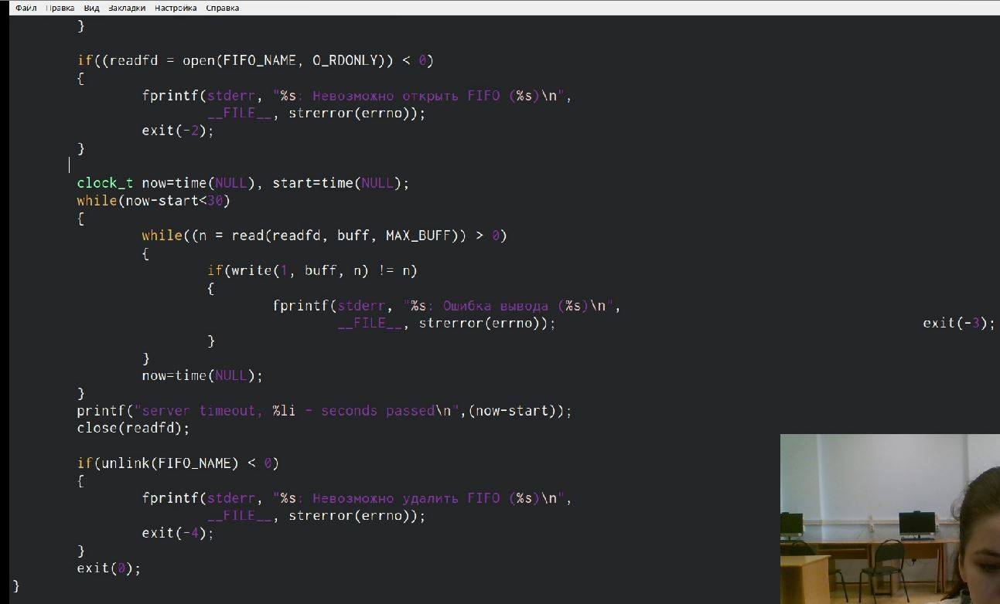 Файл Правка Вид Закладки Настройка Справка
}
if((readfd = open(FIFO_NAME, O_RDONLY)) < 0)
{
fprintf(stderr, "%s: Невозможно открыть FIFO (%s)\n",
__FILE__, strerror(errno));
exit(-2);
}
clock_t now=time(NULL), start=time(NULL);
while(now-start<30)
{
while((n = read(readfd, buff, MAX_BUFF)) > 0)
{
if(write(1, buff, n) != n)
{
fprintf(stderr, "%s: Ошибка вывода (%s)\n",
__FILE__, strerror(errno)); exit(-3);
}
}
now=time(NULL);
}
printf("server timeout, %li - seconds passed\n",(now-start));
close(readfd);
if(unlink(FIFO_NAME) < 0)
{
fprintf(stderr, "%s: Невозможно удалить FIFO (%s)\n",
__FILE__, strerror(errno));
exit(-4);
}
exit(0);
}